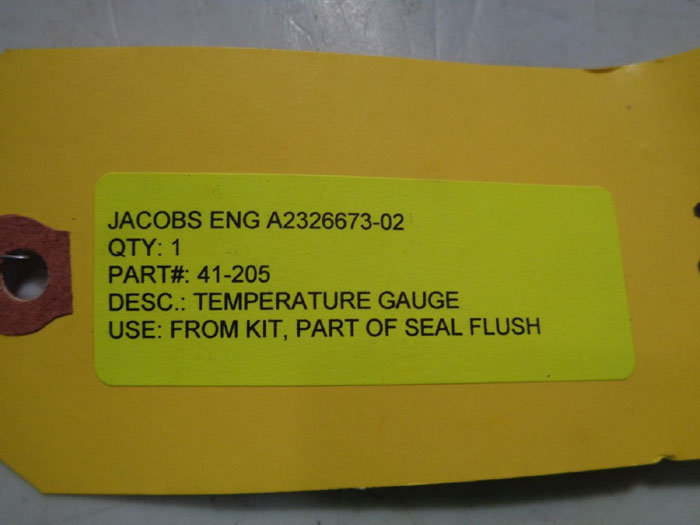 JACOBS ENG A2326673-02
QTY: 1
PART#: 41-205
DESC.: TEMPERATURE GAUGE
USE: FROM KIT, PART OF SEAL FLUSH